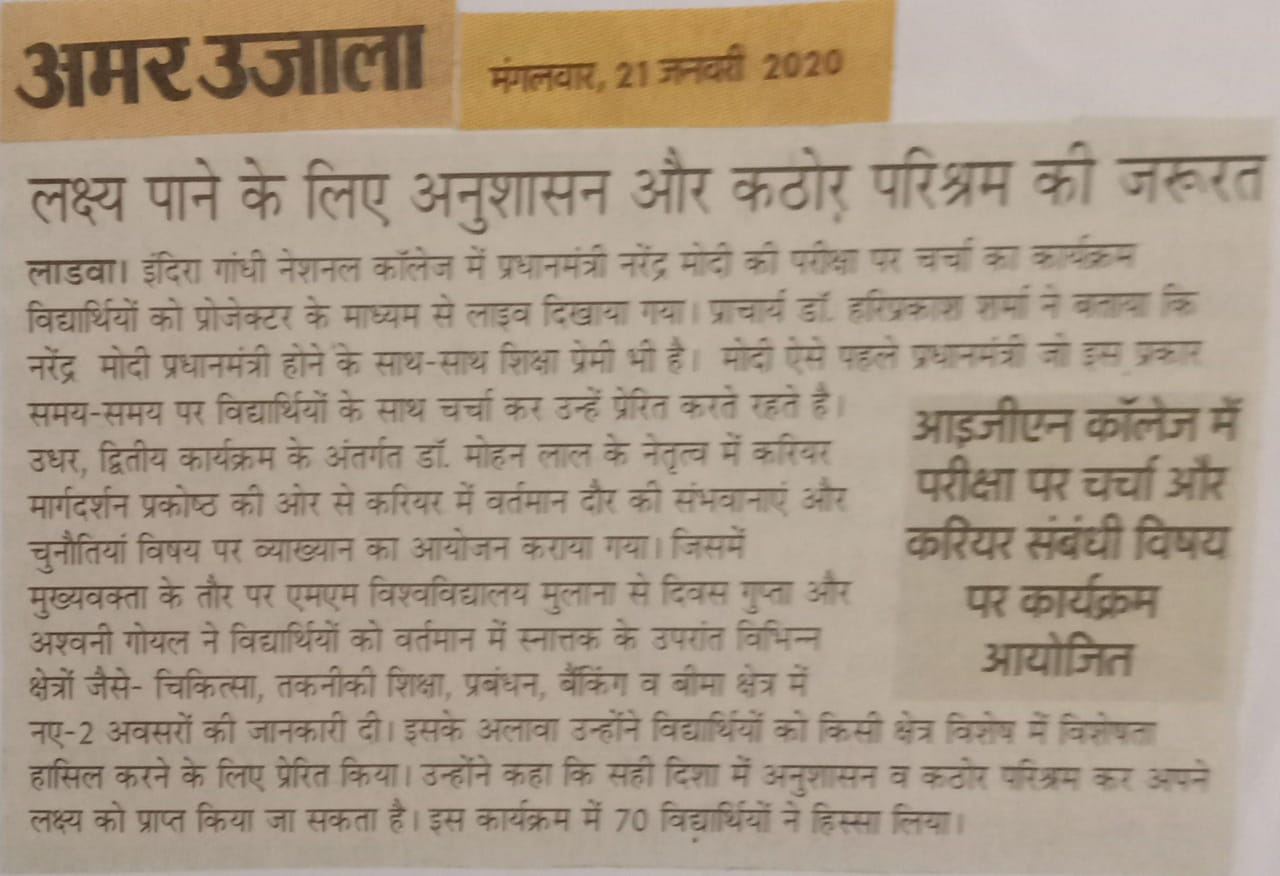 अमर उजाला
मंगलवार, 21 जनवरी 2020
लक्ष्य पाने के लिए अनुशासन और कठोर परिश्रम की जरूरत
लाडवा। इंदिरा गांधी नेशनल कॉलेज में प्रधानमंत्री नरेंद्र मोदी की परीक्षा पर चर्चा का कार्यक्रम
विद्यार्थियों को प्रोजेक्टर के माध्यम से लाइव दिखाया गया। प्राचार्य डॉ. हरिप्रकाश शर्मा ने बताया कि
नरेंद्र मोदी प्रधानमंत्री होने के साथ-साथ शिक्षा प्रेमी भी है। मोदी ऐसे पहले प्रधानमंत्री जो इस प्रकार
समय-समय पर विद्यार्थियों के साथ चर्चा कर उन्हें प्रेरित करते रहते है।
उधर, द्वितीय कार्यक्रम के अंतर्गत डॉ. मोहन लाल के नेतृत्व में करियर
मार्गदर्शन प्रकोष्ठ की ओर से करियर में वर्तमान दौर की संभवानाएं और
चुनौतियां विषय पर व्याख्यान का आयोजन कराया गया। जिसमें
मुख्यवक्ता के तौर पर एमएम विश्वविद्यालय मुलाना से दिवस गुप्ता और
अश्वनी गोयल ने विद्यार्थियों को वर्तमान में स्नात्तक के उपरांत विभिन्न
क्षेत्रों जैसे- चिकित्सा, तकनीकी शिक्षा, प्रबंधन, बैंकिंग व बीमा क्षेत्र में
नए-2 अवसरों की जानकारी दी। इसके अलावा उन्होंने विद्यार्थियों को किसी क्षेत्र विशेष में विशेषता
हासिल करने के लिए प्रेरित किया। उन्होंने कहा कि सही दिशा में अनुशासन व कठोर परिश्रम कर अपने
लक्ष्य को प्राप्त किया जा सकता है। इस कार्यक्रम में 70 विद्यार्थियों ने हिस्सा लिया।
आइजीएन कॉलेज में
परीक्षा पर चर्चा और
करियर संबंधी विषय
पर कार्यक्रम
आयोजित